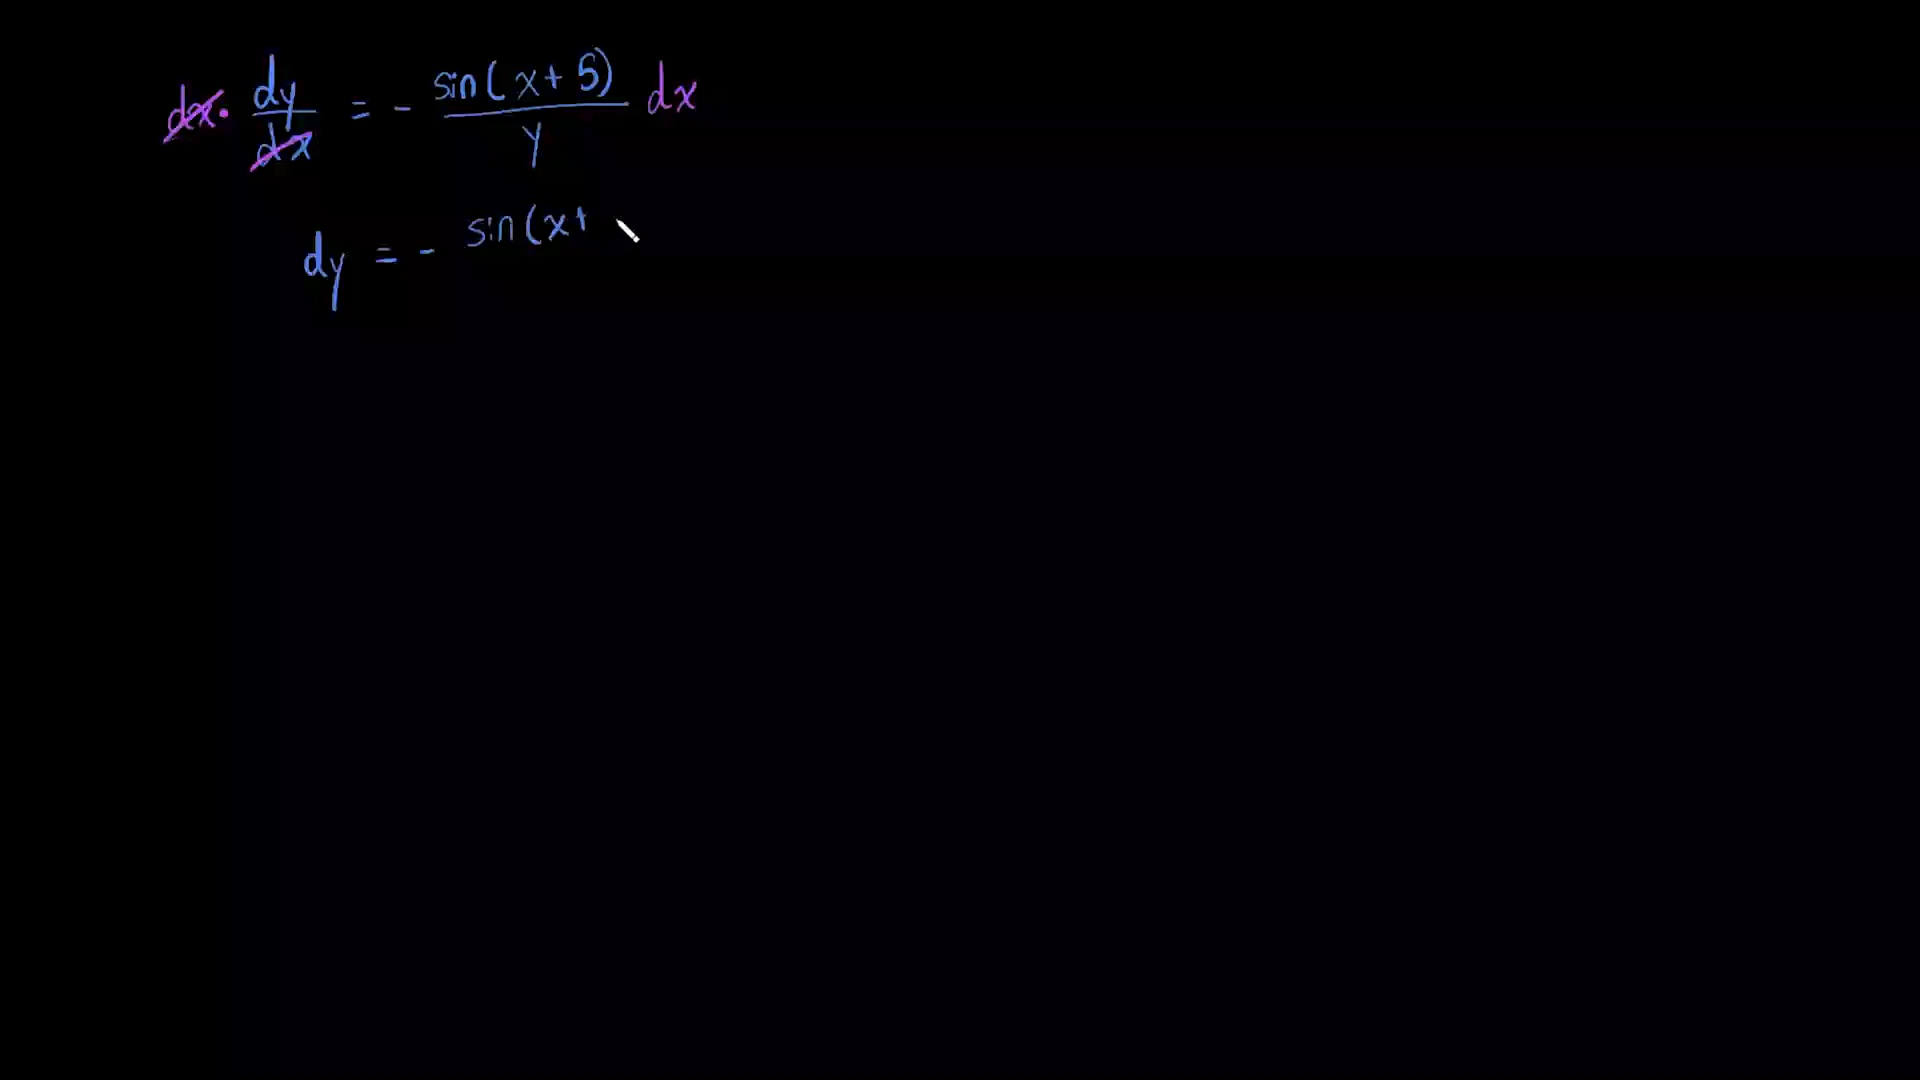 dx · dy/dx = - sin(x+5)/y dx
dy = - sin(x+